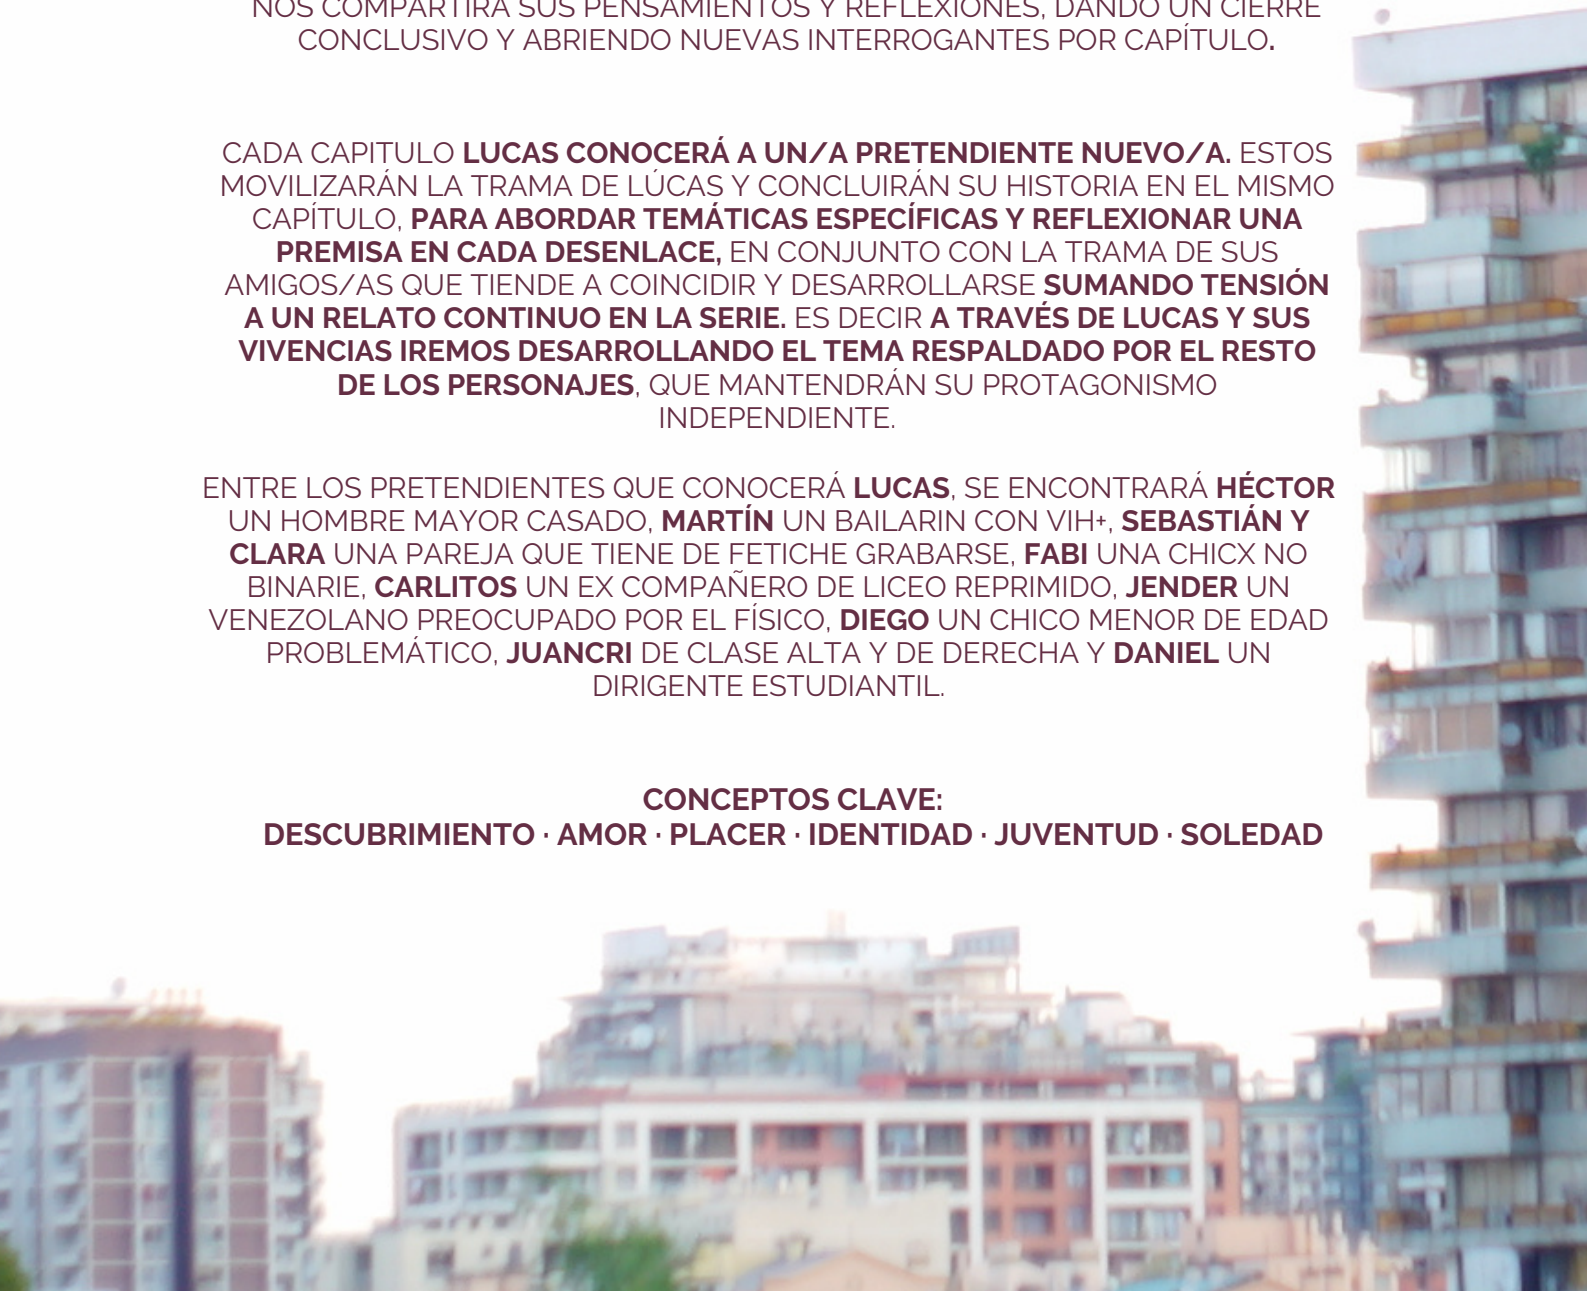 NOS COMPARTIRÁ SUS PENSAMIENTOS Y REFLEXIONES, DANDO UN CIERRE
CONCLUSIVO Y ABRIENDO NUEVAS INTERROGANTES POR CAPÍTULO.
CADA CAPITULO LUCAS CONOCERÁ A UN/A PRETENDIENTE NUEVO/A. ESTOS
MOVILIZARÁN LA TRAMA DE LÚCAS Y CONCLUIRÁN SU HISTORIA EN EL MISMO
CAPÍTULO, PARA ABORDAR TEMÁTICAS ESPECÍFICAS Y REFLEXIONAR UNA
PREMISA EN CADA DESENLACE, EN CONJUNTO CON LA TRAMA DE SUS
AMIGOS/AS QUE TIENDE A COINCIDIR Y DESARROLLARSE SUMANDO TENSIÓN
A UN RELATO CONTINUO EN LA SERIE. ES DECIR A TRAVÉS DE LUCAS Y SUS
VIVENCIAS IREMOS DESARROLLANDO EL TEMA RESPALDADO POR EL RESTO
DE LOS PERSONAJES, QUE MANTENDRÁN SU PROTAGONISMO
INDEPENDIENTE.
ENTRE LOS PRETENDIENTES QUE CONOCERÁ LUCAS, SE ENCONTRARÁ HÉCTOR
UN HOMBRE MAYOR CASADO, MARTÍN UN BAILARIN CON VIH+, SEBASTIÁN Y
CLARA UNA PAREJA QUE TIENE DE FETICHE GRABARSE, FABI UNA CHICX NO
BINARIE, CARLITOS UN EX COMPAÑERO DE LICEO REPRIMIDO, JENDER UN
VENEZOLANO PREOCUPADO POR EL FÍSICO, DIEGO UN CHICO MENOR DE EDAD
PROBLEMÁTICO, JUANCRI DE CLASE ALTA Y DE DERECHA Y DANIEL UN
DIRIGENTE ESTUDIANTIL.
CONCEPTOS CLAVE:
DESCUBRIMIENTO · AMOR · PLACER · IDENTIDAD · JUVENTUD · SOLEDAD